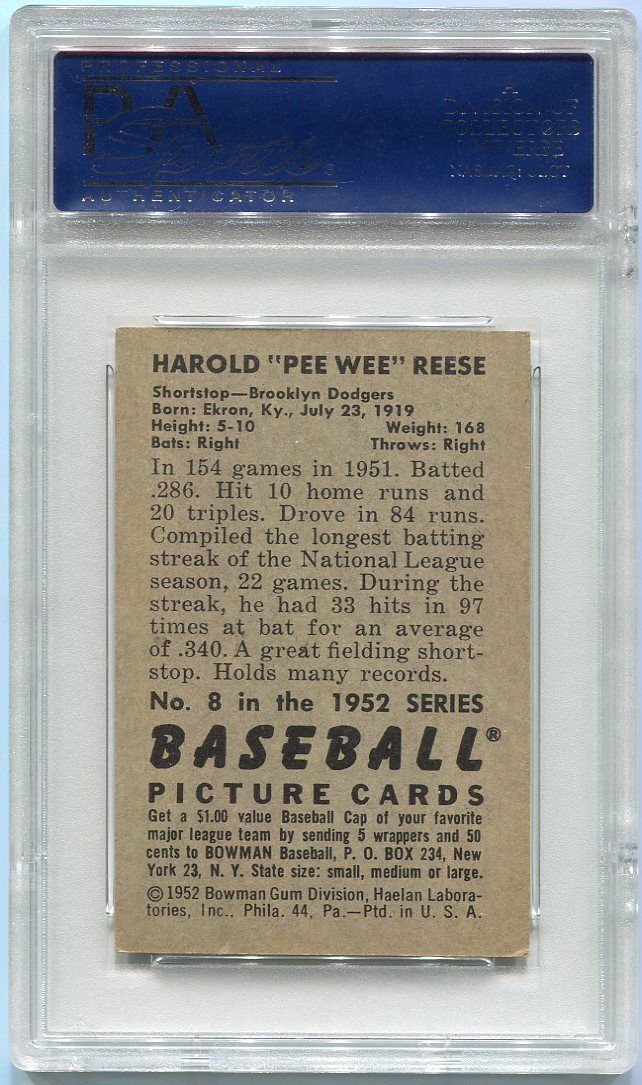 PROFESSIONAL
PSA
Sports
AUTHENTICATOR
A
DIVISION OF
COLLECTORS
UNIVERSE
NASDAQ: CLCT
HAROLD "PEE WEE" REESE
Shortstop—Brooklyn Dodgers
Born: Ekron, Ky., July 23, 1919
Height: 5-10 Weight: 168
Bats: Right Throws: Right
In 154 games in 1951. Batted
.286. Hit 10 home runs and
20 triples. Drove in 84 runs.
Compiled the longest batting
streak of the National League
season, 22 games. During the
streak, he had 33 hits in 97
times at bat for an average
of .340. A great fielding short-
stop. Holds many records.
No. 8 in the 1952 SERIES
BASEBALL®
PICTURE CARDS
Get a $1.00 value Baseball Cap of your favorite
major league team by sending 5 wrappers and 50
cents to BOWMAN Baseball, P. O. BOX 234, New
York 23, N. Y. State size: small, medium or large.
©1952 Bowman Gum Division, Haelan Labora-
tories, Inc., Phila. 44, Pa.—Ptd. in U. S. A.